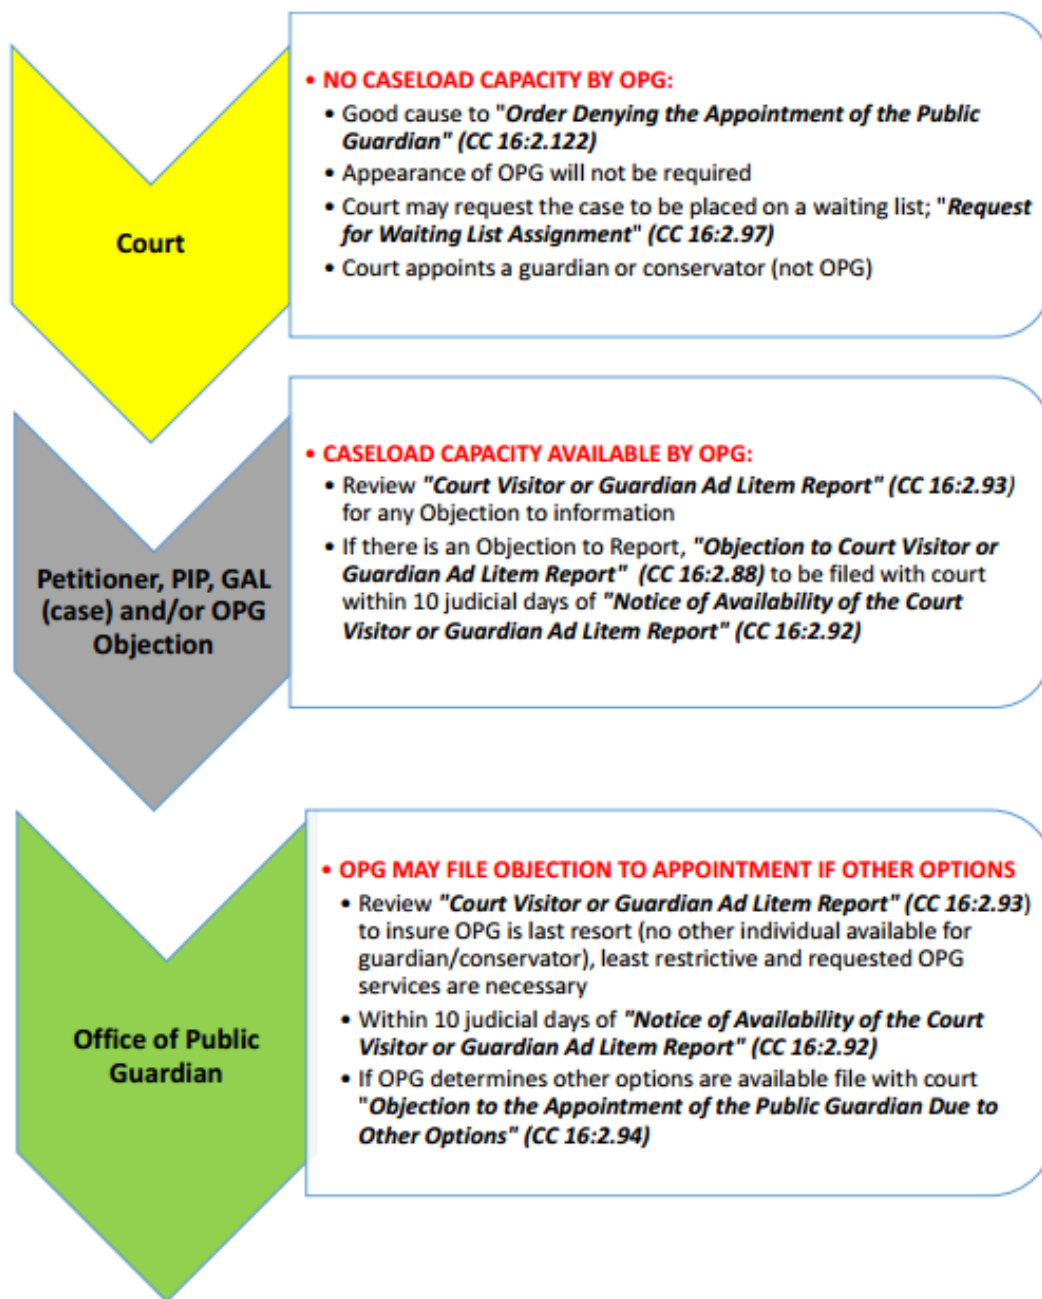 Court
• NO CASELOAD CAPACITY BY OPG:
• Good cause to "Order Denying the Appointment of the Public
Guardian" (CC 16:2.122)
• Appearance of OPG will not be required
• Court may request the case to be placed on a waiting list; "Request
for Waiting List Assignment" (CC 16:2.97)
• Court appoints a guardian or conservator (not OPG)
Petitioner, PIP, GAL
(case) and/or OPG
Objection
• CASELOAD CAPACITY AVAILABLE BY OPG:
• Review "Court Visitor or Guardian Ad Litem Report" (CC 16:2.93)
for any Objection to information
• If there is an Objection to Report, "Objection to Court Visitor or
Guardian Ad Litem Report" (CC 16:2.88) to be filed with court
within 10 judicial days of "Notice of Availability of the Court
Visitor or Guardian Ad Litem Report" (CC 16:2.92)
Office of Public
Guardian
• OPG MAY FILE OBJECTION TO APPOINTMENT IF OTHER OPTIONS
• Review "Court Visitor or Guardian Ad Litem Report" (CC 16:2.93)
to insure OPG is last resort (no other individual available for
guardian/conservator), least restrictive and requested OPG
services are necessary
• Within 10 judicial days of "Notice of Availability of the Court
Visitor or Guardian Ad Litem Report" (CC 16:2.92)
• If OPG determines other options are available file with court
"Objection to the Appointment of the Public Guardian Due to
Other Options" (CC 16:2.94)